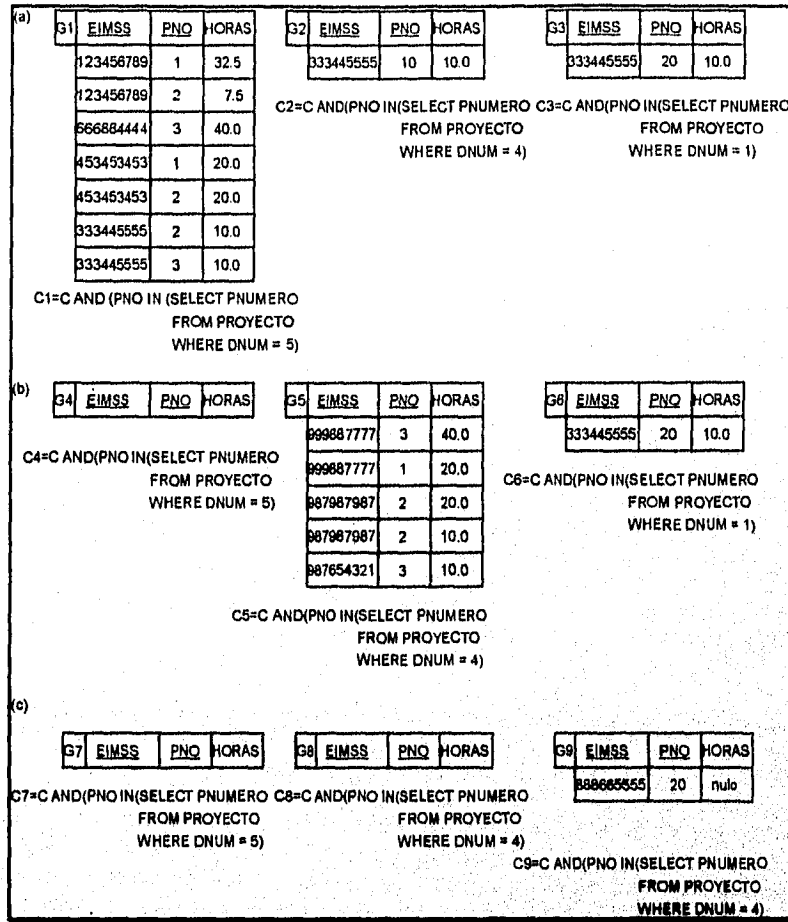 (a)
G1 EIMSS PNO HORAS
123456789 1 32.5
123456789 2 7.5
666884444 3 40.0
453453453 1 20.0
453453453 2 20.0
333445555 2 10.0
333445555 3 10.0
C1=C AND (PNO IN (SELECT PNUMERO
FROM PROYECTO
WHERE DNUM = 5)
G2 EIMSS PNO HORAS
333445555 10 10.0
C2=C AND(PNO IN(SELECT PNUMERO
FROM PROYECTO
WHERE DNUM = 4)
G3 EIMSS PNO HORAS
333445555 20 10.0
C3=C AND(PNO IN(SELECT PNUMERO
FROM PROYECTO
WHERE DNUM = 1)
(b)
G4 EIMSS PNO HORAS
C4=C AND(PNO IN(SELECT PNUMERO
FROM PROYECTO
WHERE DNUM = 5)
G5 EIMSS PNO HORAS
999887777 3 40.0
999887777 1 20.0
987987987 2 20.0
987987987 2 10.0
987654321 3 10.0
C5=C AND(PNO IN(SELECT PNUMERO
FROM PROYECTO
WHERE DNUM = 4)
G6 EIMSS PNO HORAS
333445555 20 10.0
C6=C AND(PNO IN(SELECT PNUMERO
FROM PROYECTO
WHERE DNUM = 1)
(c)
G7 EIMSS PNO HORAS
C7=C AND(PNO IN(SELECT PNUMERO
FROM PROYECTO
WHERE DNUM = 5)
G8 EIMSS PNO HORAS
C8=C AND(PNO IN(SELECT PNUMERO
FROM PROYECTO
WHERE DNUM = 4)
G9 EIMSS PNO HORAS
888665555 20 nulo
C9=C AND(PNO IN(SELECT PNUMERO
FROM PROYECTO
WHERE DNUM = 4)